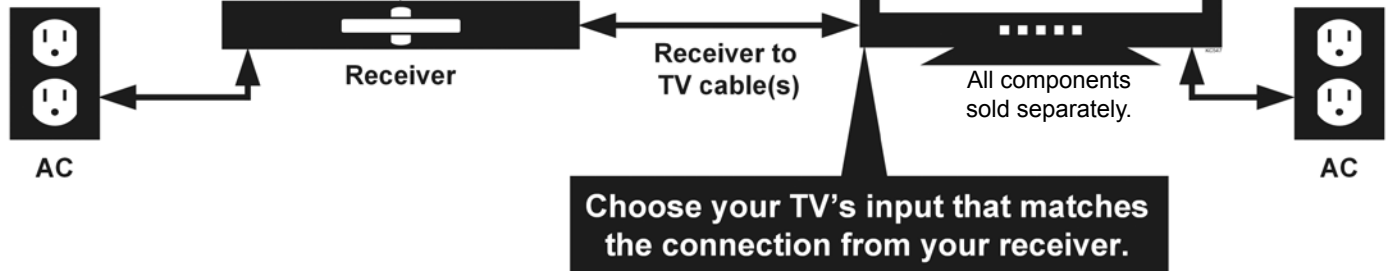 Receiver
Receiver to
TV cable(s)
All components
sold separately.
AC
AC
Choose your TV's input that matches
the connection from your receiver.